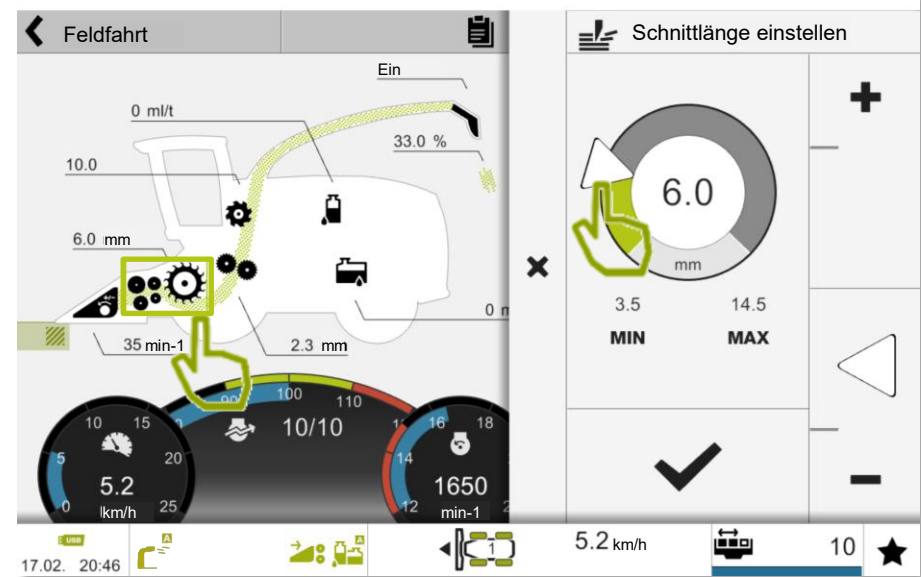 Feldfahrt
Schnittlänge einstellen
Ein
0 ml/t
33.0 %
10.0
6.0 mm
6.0
mm
3.5
14.5
MIN
MAX
35 min-1
2.3 mm
90
100
110
10/10
0
5
10
15
20
25
5.2
km/h
12
14
16
18
1650
min-1
USB
17.02. 20:46
A
A
1
5.2 km/h
10